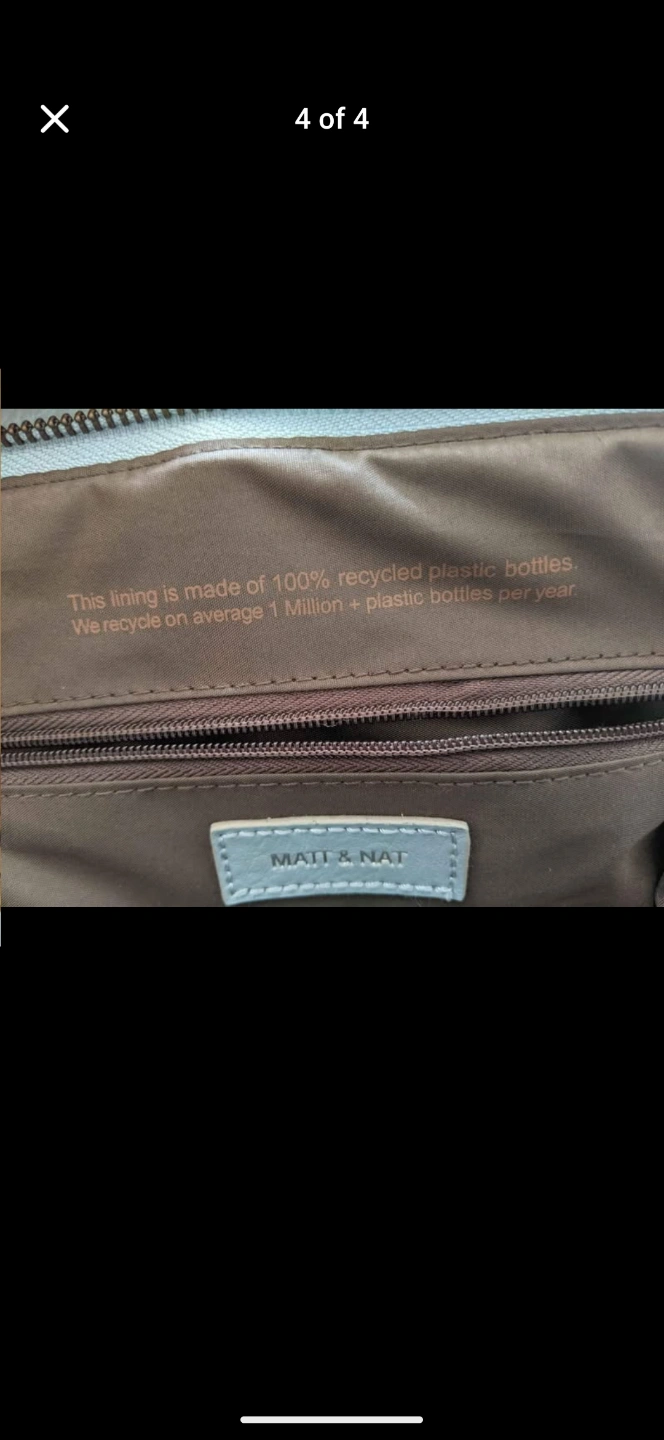 4 of 4
This lining is made of 100% recycled plastic bottles.
We recycle on average 1 Million + plastic bottles per year.
MATT & NAT